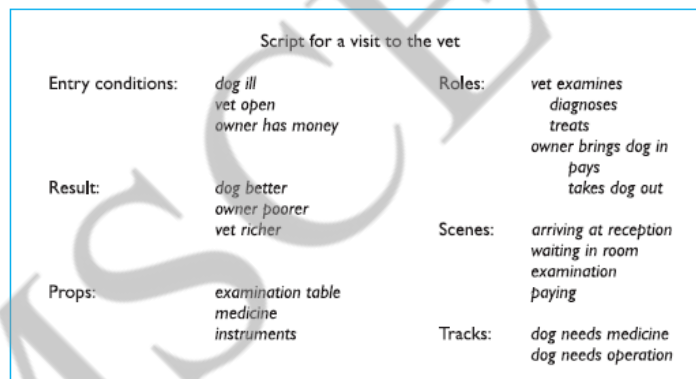 Script for a visit to the vet
Entry conditions: dog ill
vet open
owner has money
Result: dog better
owner poorer
vet richer
Props: examination table
medicine
instruments
Roles: vet examines
diagnoses
treats
owner brings dog in
pays
takes dog out
Scenes: arriving at reception
waiting in room
examination
paying
Tracks: dog needs medicine
dog needs operation
MSCE